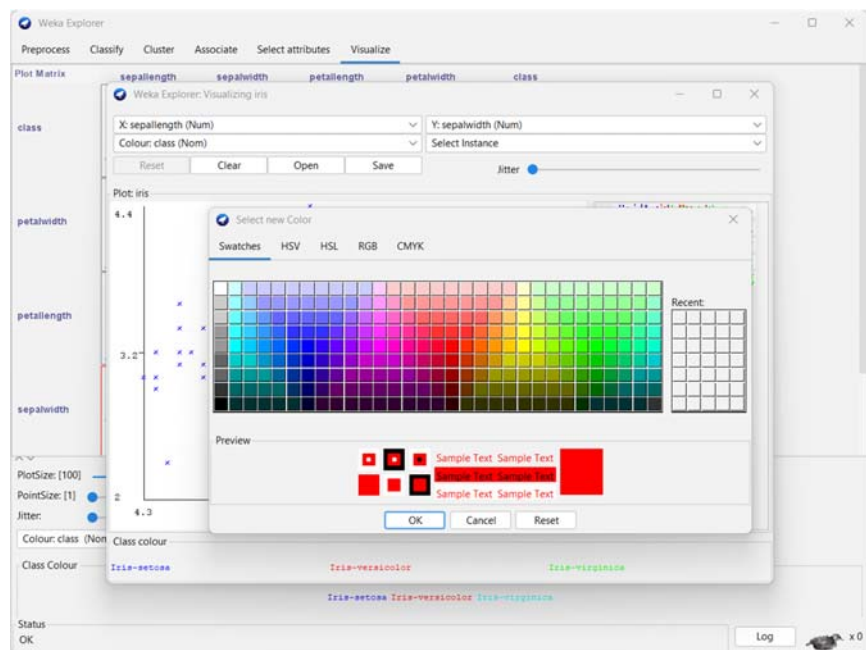 Weka Explorer
Preprocess Classify Cluster Associate Select attributes Visualize
Plot Matrix sepallength sepalwidth petallength petalwidth class
Weka Explorer: Visualizing iris
X: sepallength (Num) Y: sepalwidth (Num)
class
Colour: class (Nom) Select Instance
Reset Clear Open Save Jitter
Plot: iris
4.4
Select new Color
petalwidth
Swatches HSV HSL RGB CMYK
Recent:
petallength
3.2
sepalwidth
Preview
Sample Text Sample Text
Sample Text Sample Text
Sample Text Sample Text
PlotSize: [100]
PointSize: [1]
2
4.3
Jitter:
OK Cancel Reset
Colour: class (Nom
Class colour
Class Colour
Iris-setosa Iris-versicolor Iris-virginica
Iris-setosa Iris-versicolor Iris-virginica
Status
OK
Log x 0